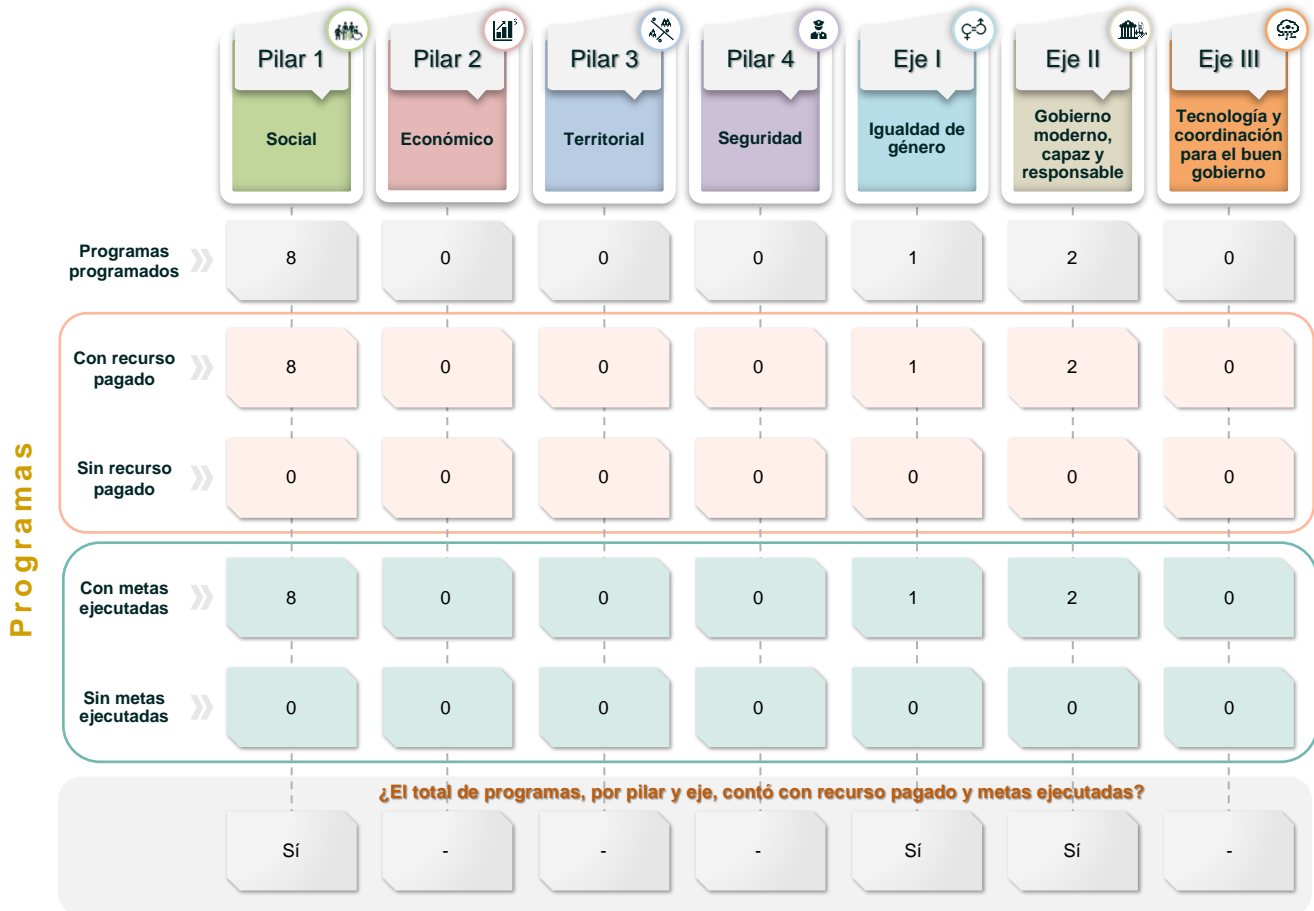 Pilar 1
Pilar 2
Pilar 3
Pilar 4
Eje I
Eje II
Eje III
Social
Económico
Territorial
Seguridad
Igualdad de
género
Gobierno
moderno,
capaz y
responsable
Tecnología y
coordinación
para el buen
gobierno
Programas
Programas
programados
8 0 0 0 1 2 0
Con recurso
pagado
8 0 0 0 1 2 0
Sin recurso
pagado
0 0 0 0 0 0 0
Con metas
ejecutadas
8 0 0 0 1 2 0
Sin metas
ejecutadas
0 0 0 0 0 0 0
¿El total de programas, por pilar y eje, contó con recurso pagado y metas ejecutadas?
Sí - - - Sí Sí -